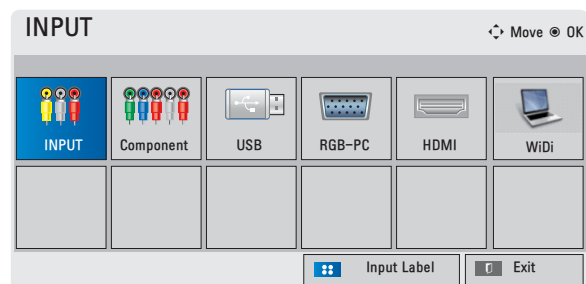 INPUT
Move ⊙ OK
INPUT Component USB RGB-PC HDMI WiDi
Input Label Exit